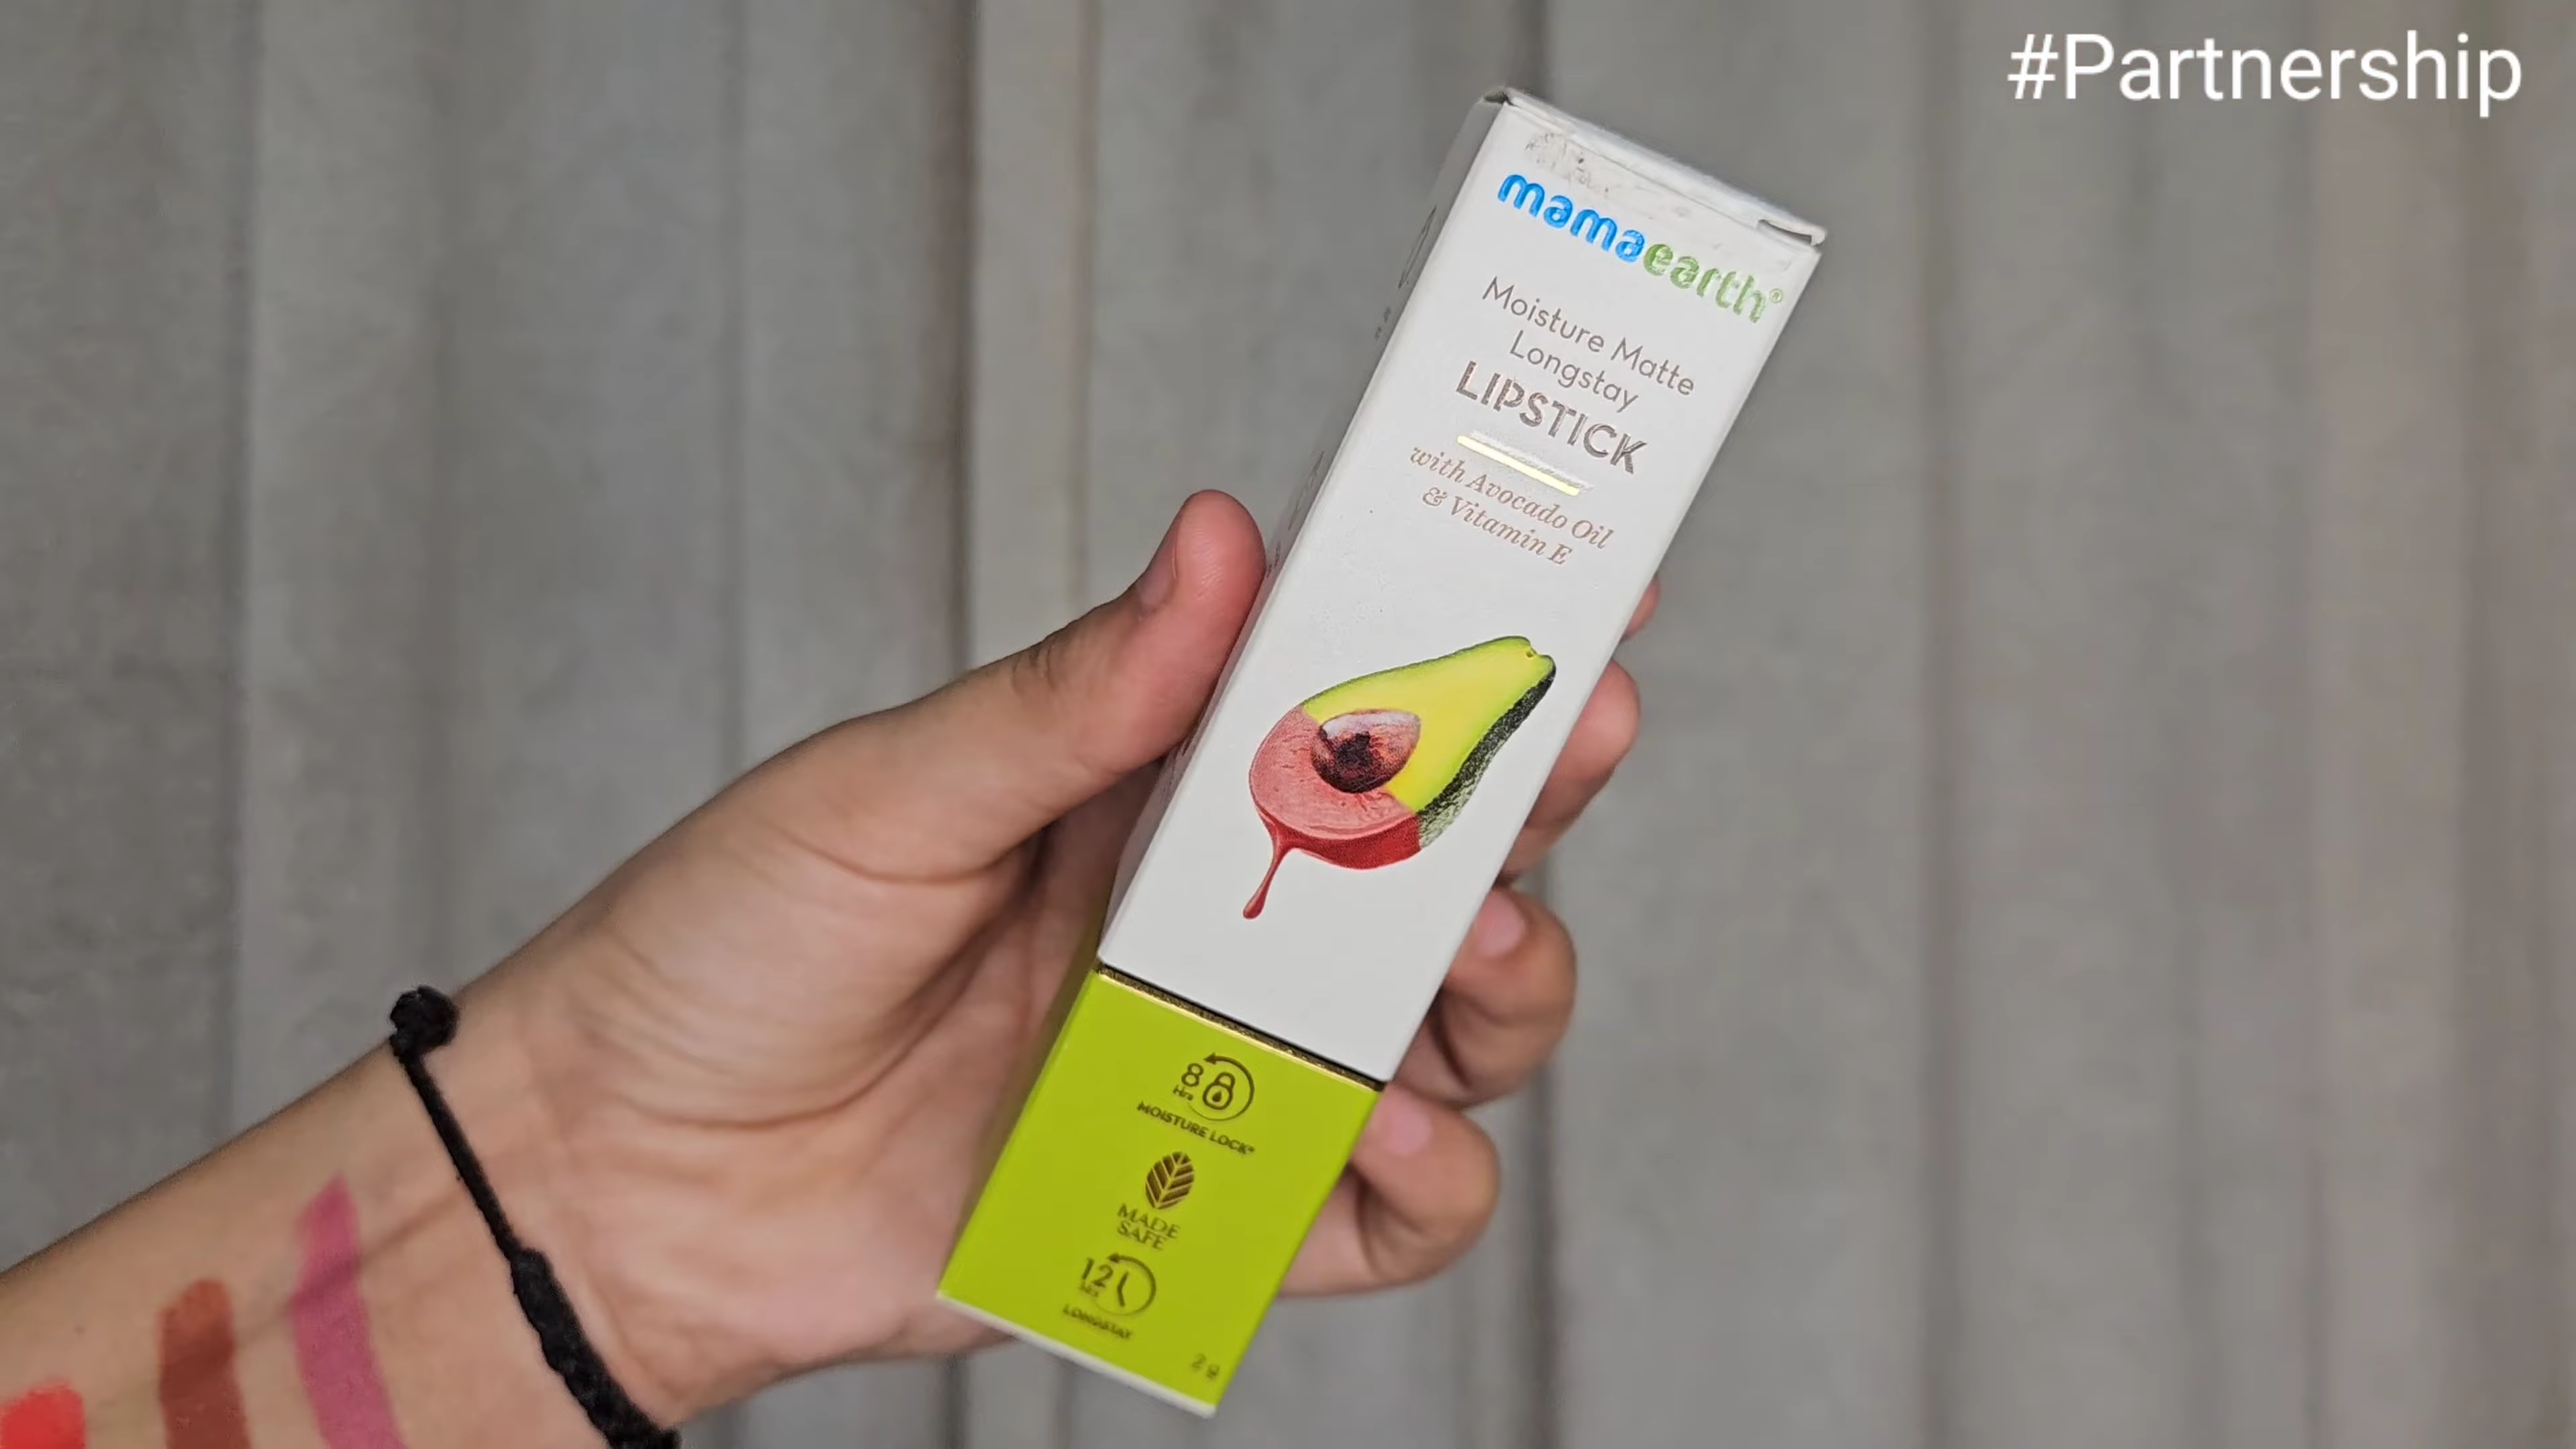 #Partnership
mamaearth®
Moisture Matte
Longstay
LIPSTICK
with Avocado Oil
& Vitamin E
8
Hrs
MOISTURE LOCK*
MADE
SAFE
12
Hrs
LONGSTAY
2 g